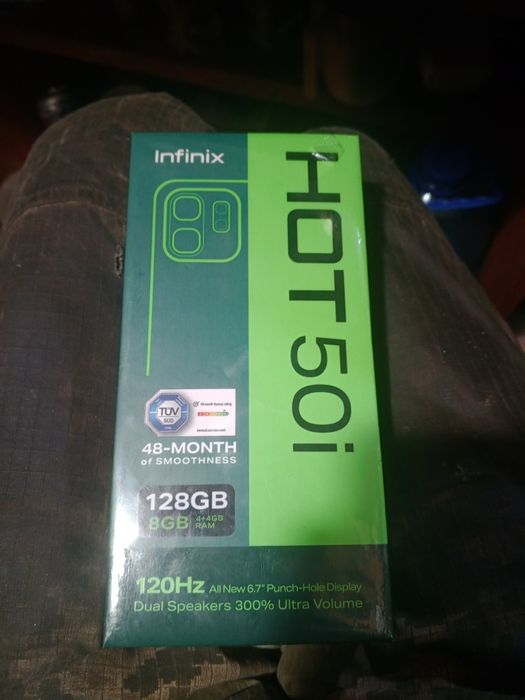 Infinix
HOT 50i
TÜV
SÜD
48-MONTH
of SMOOTHNESS
128GB
8GB 4+4GB
RAM
120Hz All New 6.7" Punch-Hole Display
Dual Speakers 300% Ultra Volume